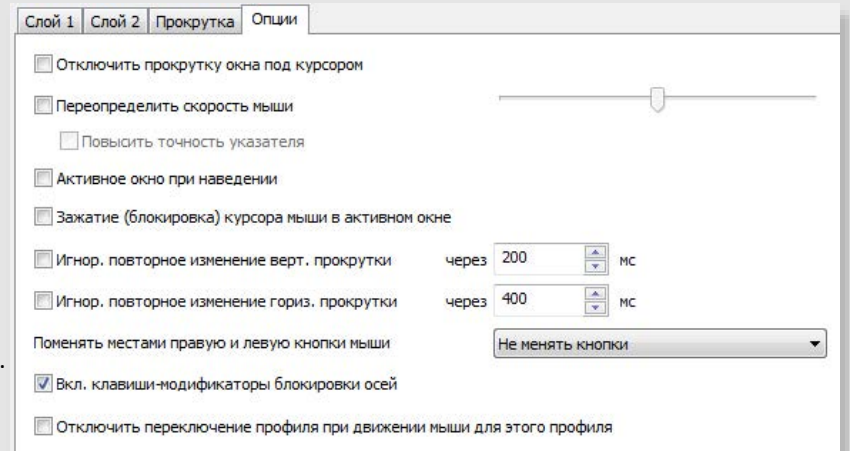 Слой 1 Слой 2 Прокрутка Опции
Отключить прокрутку окна под курсором
Переопределить скорость мыши
Повысить точность указателя
Активное окно при наведении
Зажатие (блокировка) курсора мыши в активном окне
Игнор. повторное изменение верт. прокрутки через 200 мс
Игнор. повторное изменение гориз. прокрутки через 400 мс
Поменять местами правую и левую кнопки мыши Не менять кнопки
Вкл. клавиши-модификаторы блокировки осей
Отключить переключение профиля при движении мыши для этого профиля